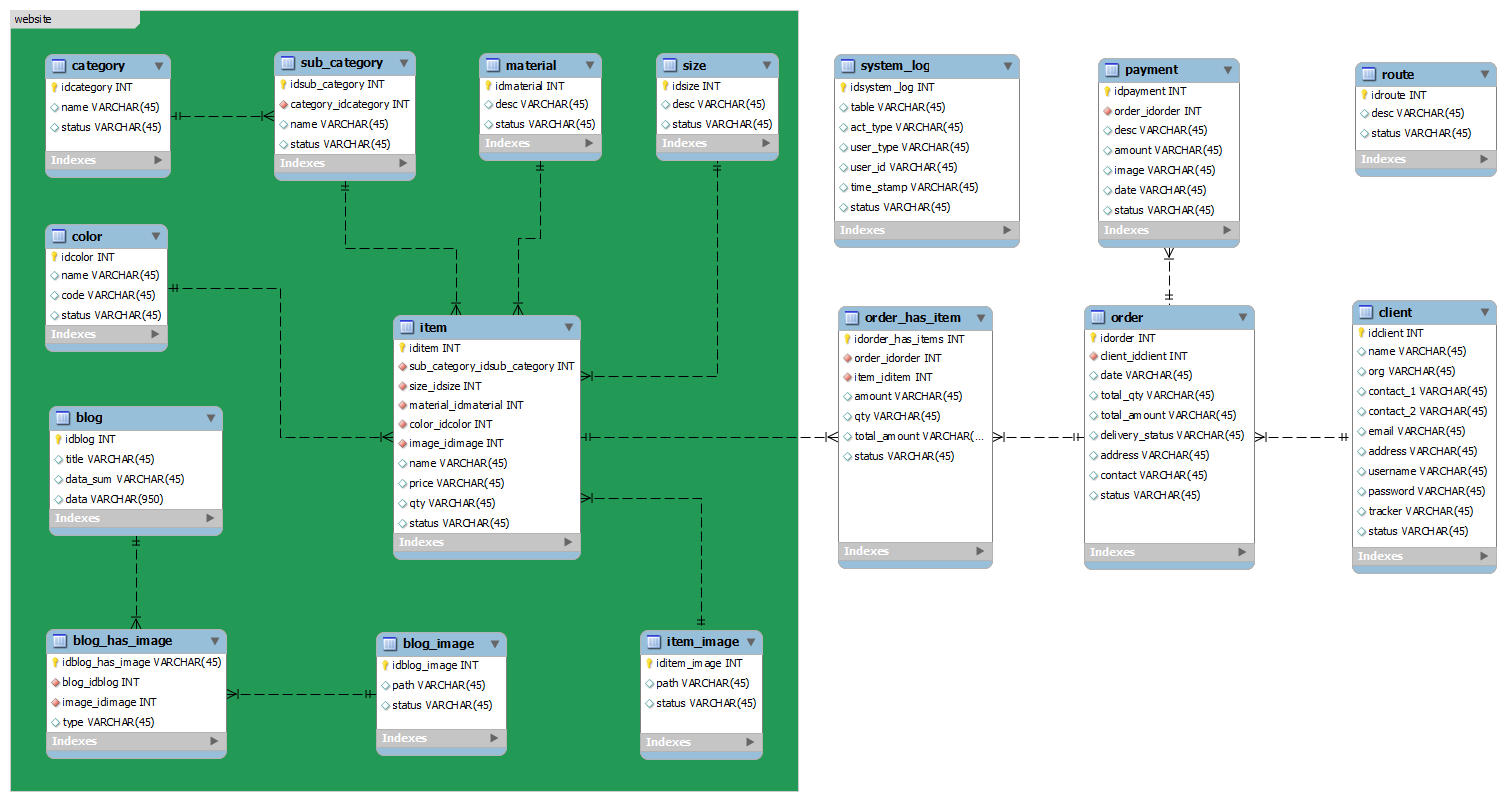 website
category
idcategory INT
name VARCHAR(45)
status VARCHAR(45)
Indexes
sub_category
idsub_category INT
category_idcategory INT
name VARCHAR(45)
status VARCHAR(45)
Indexes
material
idmaterial INT
desc VARCHAR(45)
status VARCHAR(45)
Indexes
size
idsize INT
desc VARCHAR(45)
status VARCHAR(45)
Indexes
system_log
idsystem_log INT
table VARCHAR(45)
act_type VARCHAR(45)
user_type VARCHAR(45)
user_id VARCHAR(45)
time_stamp VARCHAR(45)
status VARCHAR(45)
Indexes
payment
idpayment INT
order_idorder INT
desc VARCHAR(45)
amount VARCHAR(45)
image VARCHAR(45)
date VARCHAR(45)
status VARCHAR(45)
Indexes
route
idroute INT
desc VARCHAR(45)
status VARCHAR(45)
Indexes
color
idcolor INT
name VARCHAR(45)
code VARCHAR(45)
status VARCHAR(45)
Indexes
item
iditem INT
sub_category_idsub_category INT
size_idsize INT
material_idmaterial INT
color_idcolor INT
image_idimage INT
name VARCHAR(45)
price VARCHAR(45)
qty VARCHAR(45)
status VARCHAR(45)
Indexes
order_has_item
idorder_has_items INT
order_idorder INT
item_iditem INT
amount VARCHAR(45)
qty VARCHAR(45)
total_amount VARCHAR(...
status VARCHAR(45)
Indexes
order
idorder INT
client_idclient INT
date VARCHAR(45)
total_qty VARCHAR(45)
total_amount VARCHAR(45)
delivery_status VARCHAR(45)
address VARCHAR(45)
contact VARCHAR(45)
status VARCHAR(45)
Indexes
client
idclient INT
name VARCHAR(45)
org VARCHAR(45)
contact_1 VARCHAR(45)
contact_2 VARCHAR(45)
email VARCHAR(45)
address VARCHAR(45)
username VARCHAR(45)
password VARCHAR(45)
tracker VARCHAR(45)
status VARCHAR(45)
Indexes
blog
idblog INT
title VARCHAR(45)
data_sum VARCHAR(45)
data VARCHAR(950)
Indexes
blog_has_image
idblog_has_image VARCHAR(45)
blog_idblog INT
image_idimage INT
type VARCHAR(45)
Indexes
blog_image
idblog_image INT
path VARCHAR(45)
status VARCHAR(45)
Indexes
item_image
iditem_image INT
path VARCHAR(45)
status VARCHAR(45)
Indexes